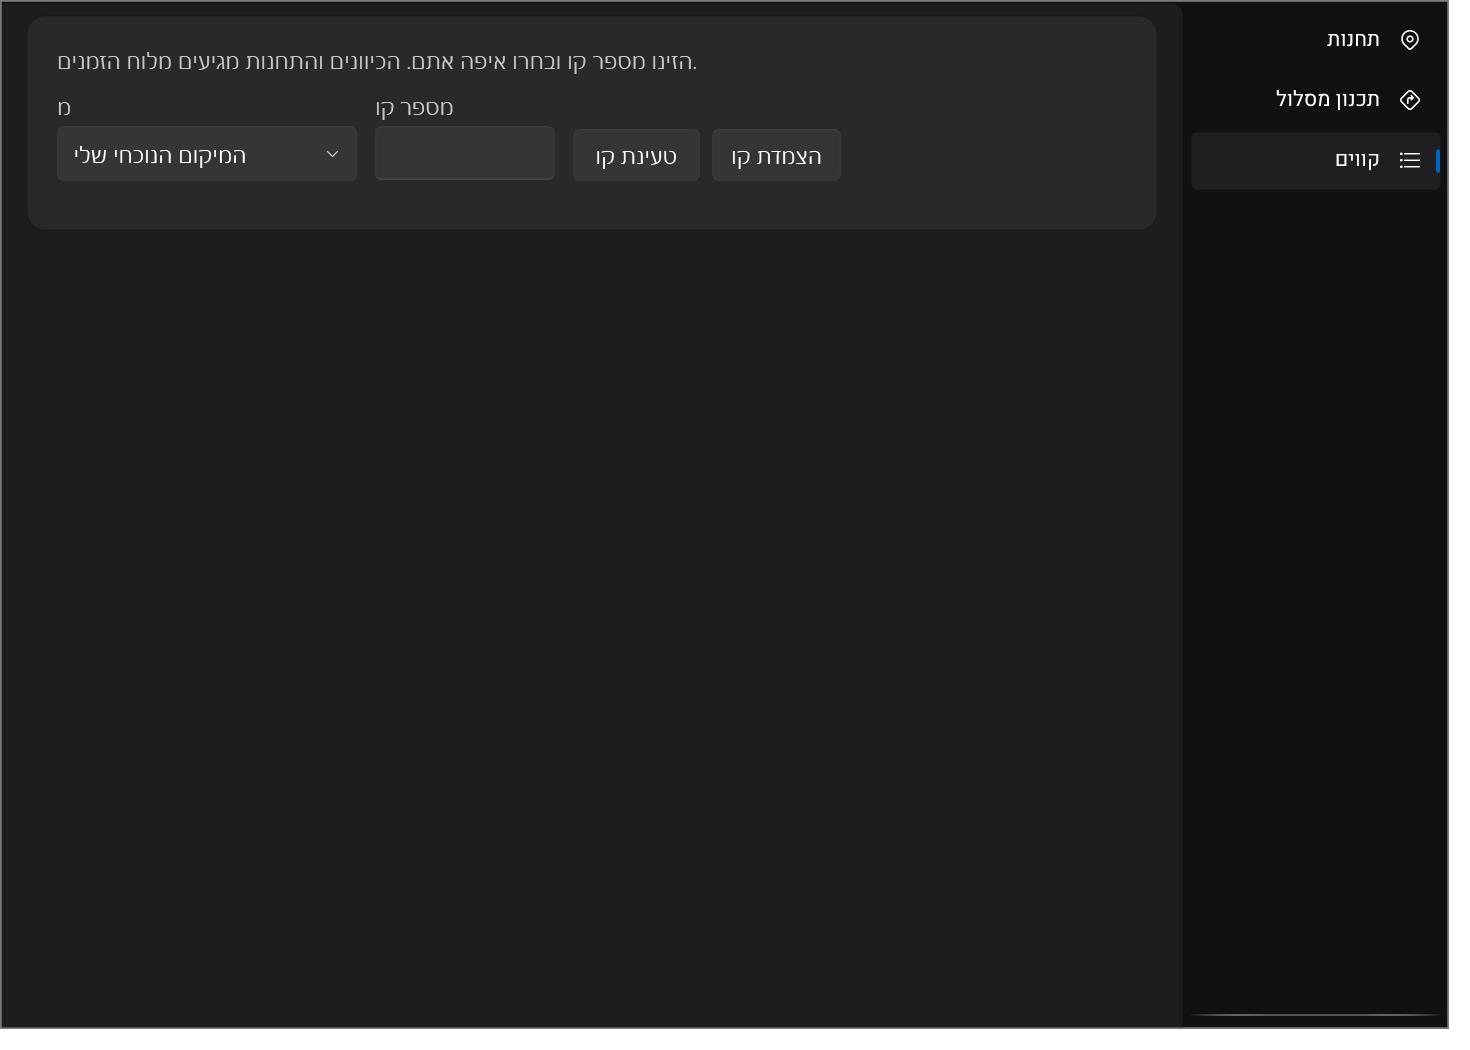 תחנות
תכנון מסלול
קווים
הזינו מספר קו ובחרו איפה אתם. הכיוונים והתחנות מגיעים מלוח הזמנים.
מ
מספר קו
המיקום הנוכחי שלי
טעינת קו
הצמדת קו